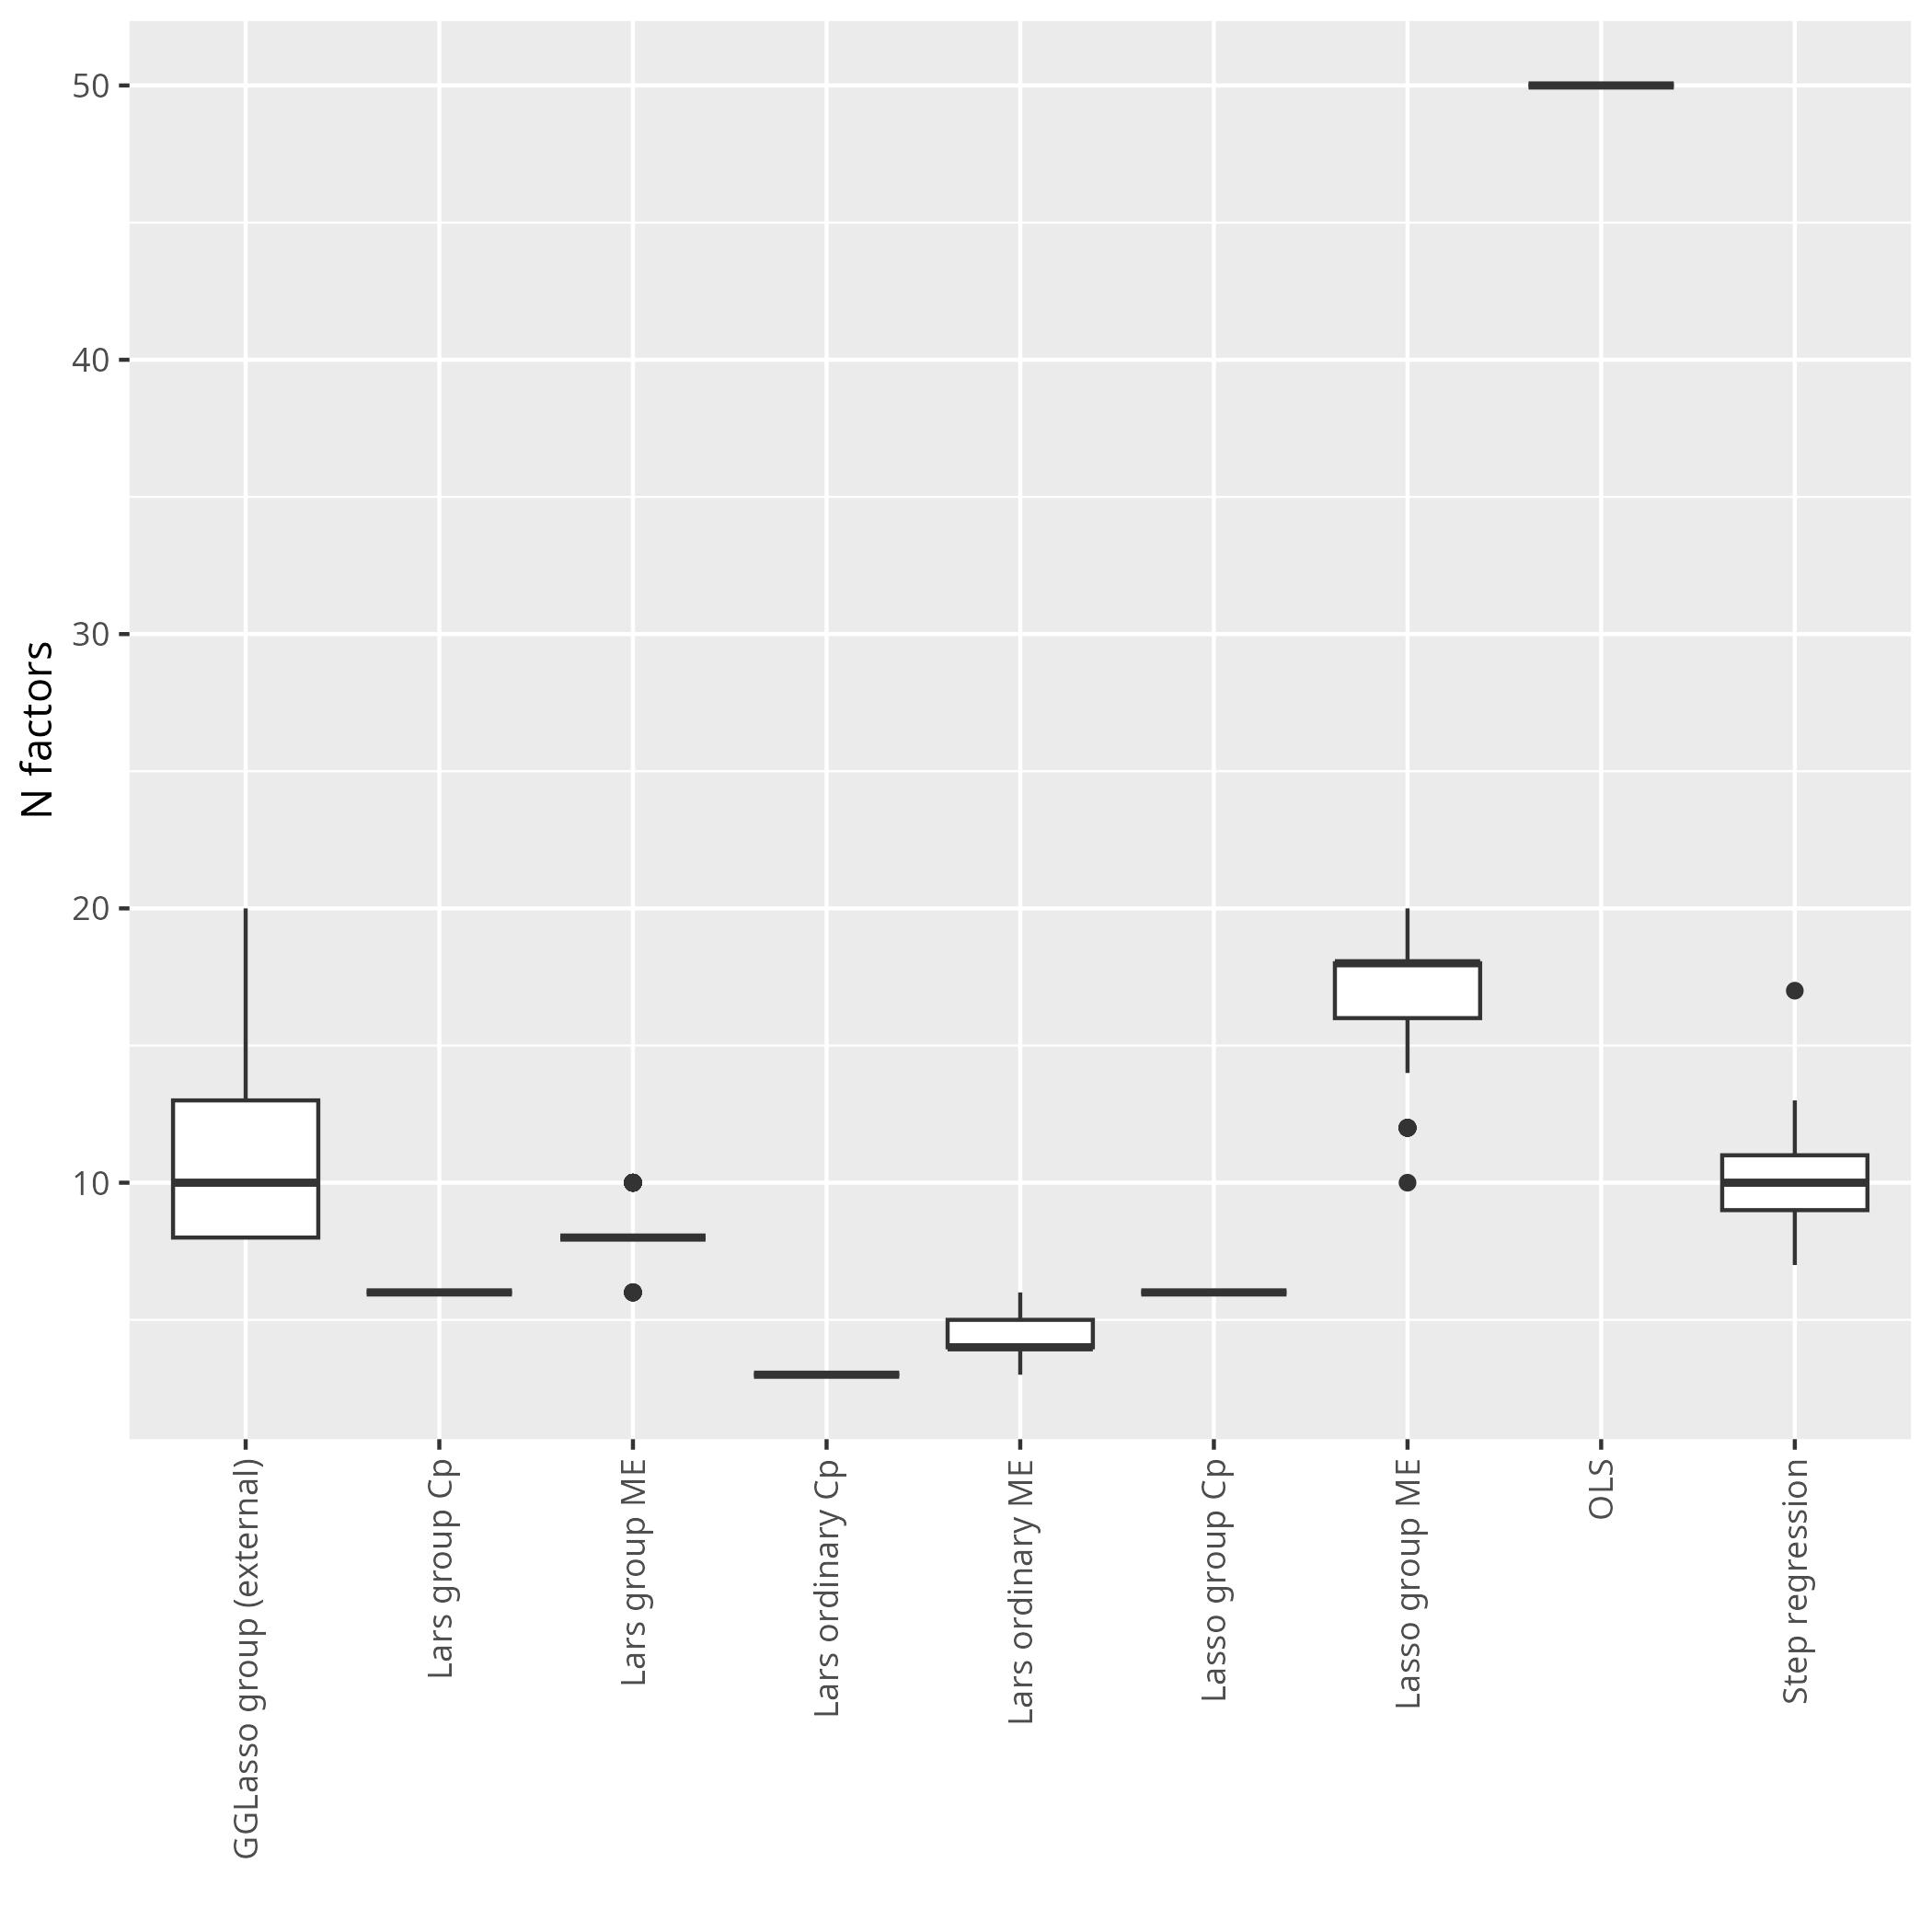 N factors
50
40
30
20
10
GGLasso group (external)
Lars group Cp
Lars group ME
Lars ordinary Cp
Lars ordinary ME
Lasso group Cp
Lasso group ME
OLS
Step regression